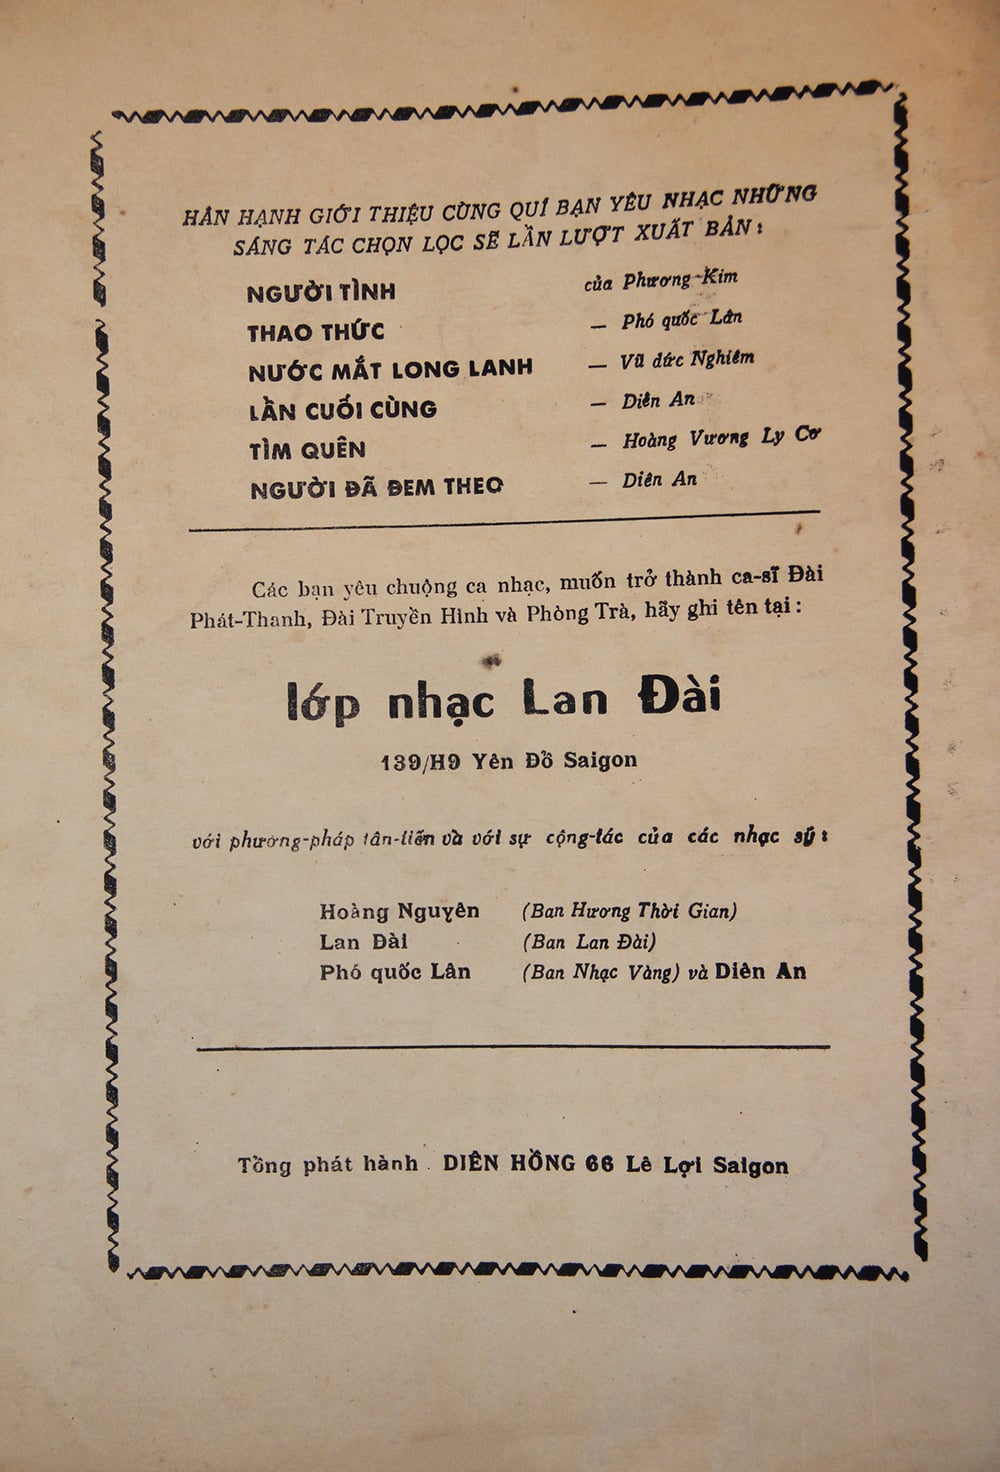 HÂN HẠNH GIỚI THIỆU CÙNG QUÍ BẠN YÊU NHẠC NHỮNG
SÁNG TÁC CHỌN LỌC SẼ LẦN LƯỢT XUẤT BẢN :
NGƯỜI TÌNH của Phương-Kim
THAO THỨC — Phó quốc Lân
NƯỚC MẮT LONG LANH — Vũ đức Nghiêm
LẦN CUỐI CÙNG — Diên An
TÌM QUÊN — Hoàng Vương Ly Cơ
NGƯỜI ĐÃ ĐEM THEO — Diên An
Các bạn yêu chuộng ca nhạc, muốn trở thành ca-sĩ Đài
Phát-Thanh, Đài Truyền Hình và Phòng Trà, hãy ghi tên tại :
lớp nhạc Lan Đài
139/H9 Yên Đổ Saigon
với phương-pháp tân-tiến và với sự cộng-tác của các nhạc sỹ :
Hoàng Nguyên (Ban Hương Thời Gian)
Lan Đài (Ban Lan Đài)
Phó quốc Lân (Ban Nhạc Vàng) và Diên An
Tổng phát hành . DIÊN HỒNG 66 Lê Lợi Saigon